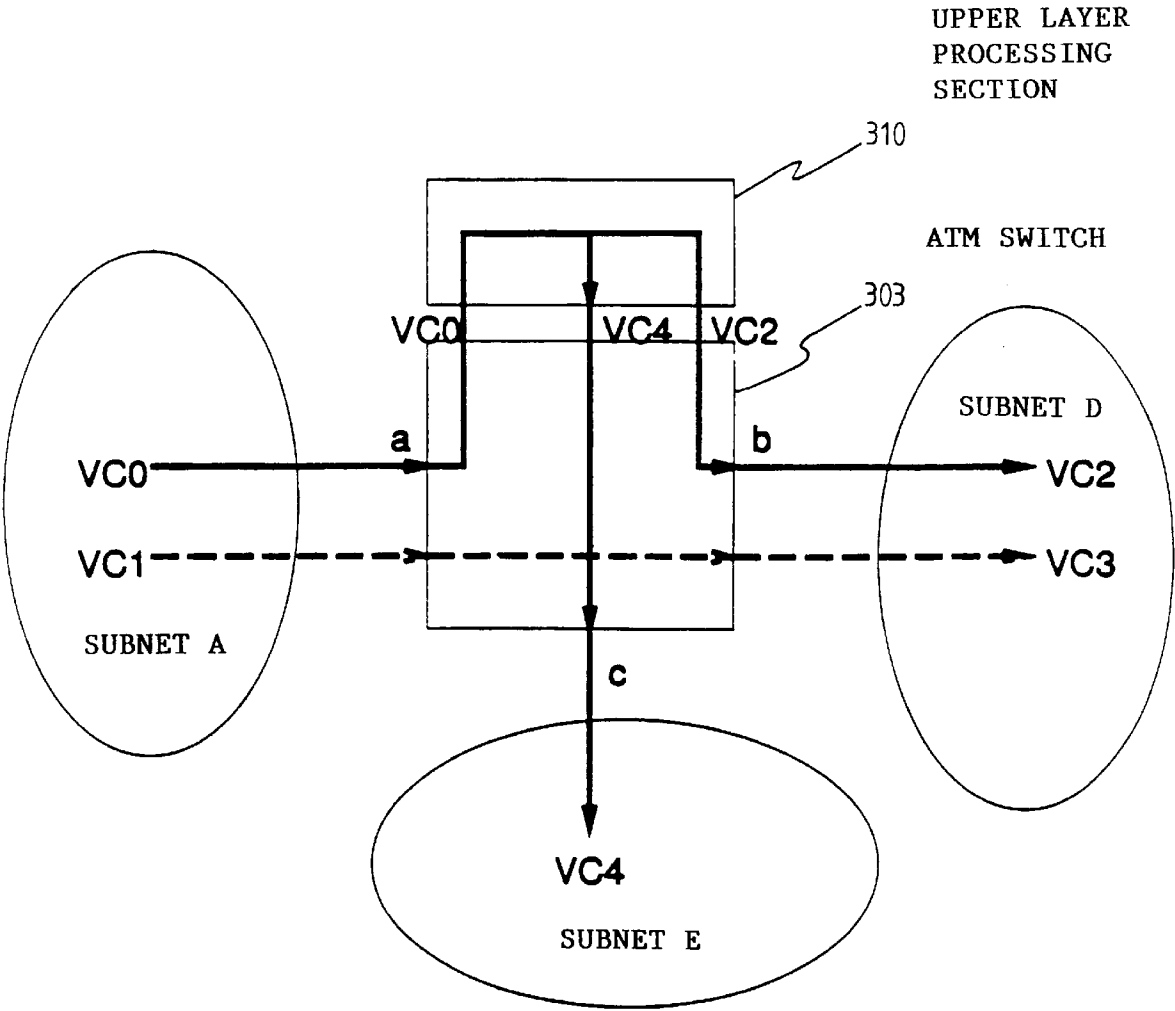 UPPER LAYER
PROCESSING
SECTION
310
ATM SWITCH
303
VC0 VC4 VC2
SUBNET D
a b
VC0 VC2
VC1 VC3
SUBNET A
c
VC4
SUBNET E